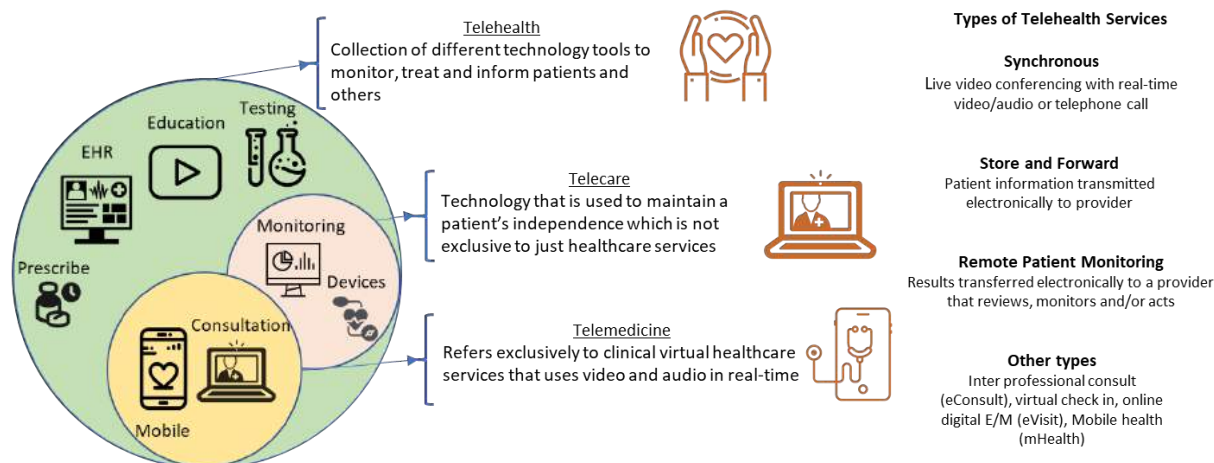 Telehealth
Collection of different technology tools to
monitor, treat and inform patients and
others
Testing
Education
EHR
Monitoring
Devices
Prescribe
Consultation
Mobile
Telecare
Technology that is used to maintain a
patient's independence which is not
exclusive to just healthcare services
Telemedicine
Refers exclusively to clinical virtual healthcare
services that uses video and audio in real-time
Types of Telehealth Services
Synchronous
Live video conferencing with real-time
video/audio or telephone call
Store and Forward
Patient information transmitted
electronically to provider
Remote Patient Monitoring
Results transferred electronically to a provider
that reviews, monitors and/or acts
Other types
Inter professional consult
(eConsult), virtual check in, online
digital E/M (eVisit), Mobile health
(mHealth)